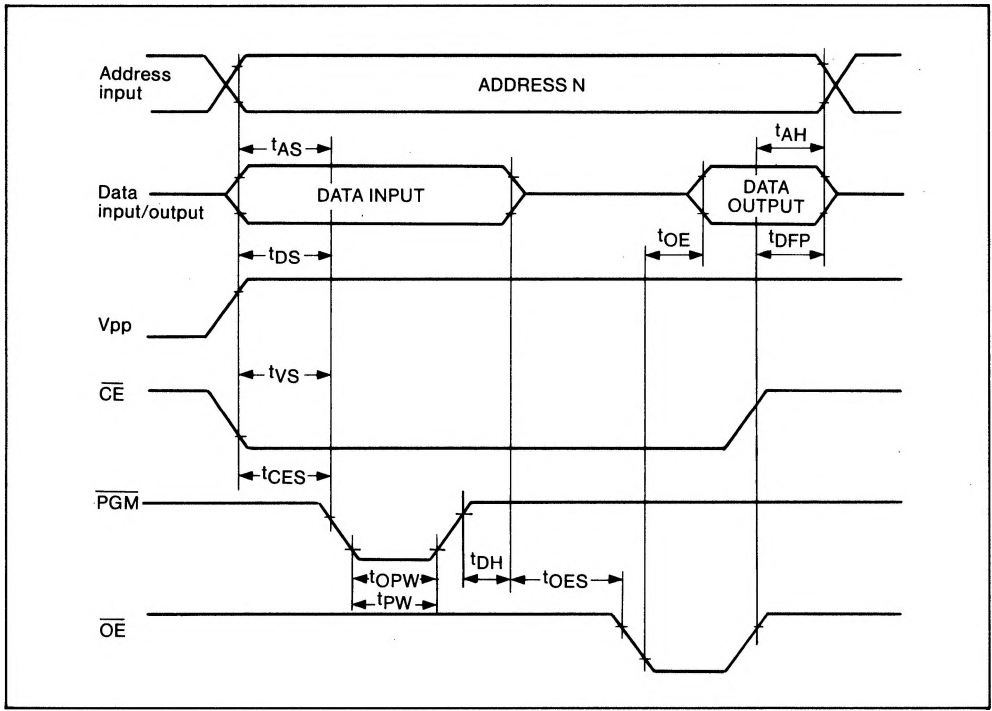 Address
input
ADDRESS N
tAS
tAH
Data
input/output
DATA INPUT
DATA
OUTPUT
tDS
tOE
tDFP
Vpp
tVS
CE
tCES
PGM
tDH
tOES
tOPW
tPW
OE